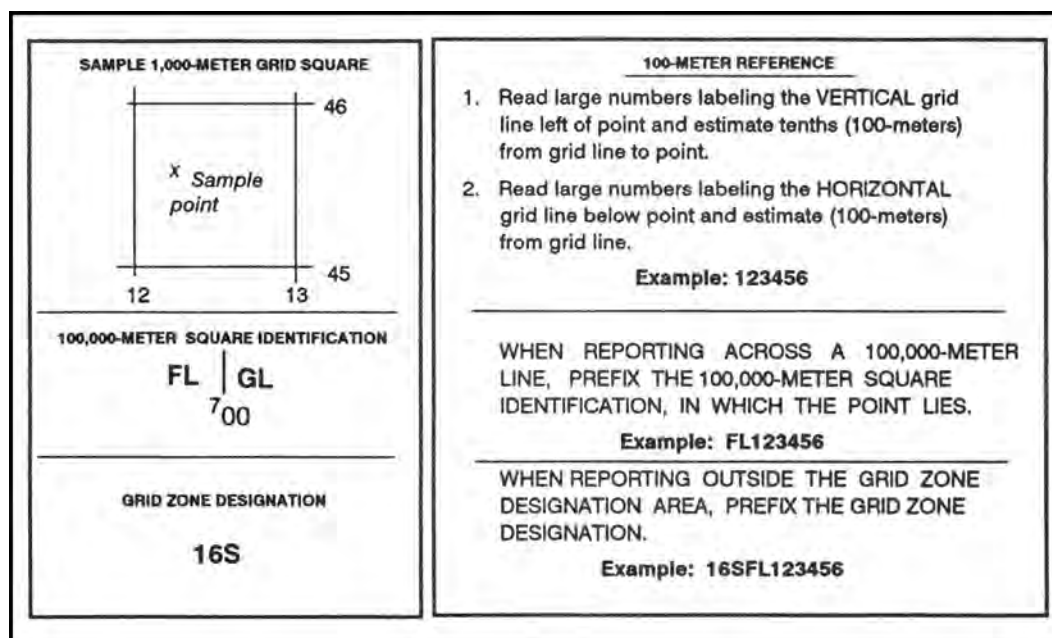 SAMPLE 1,000-METER GRID SQUARE
46
x Sample
point
45
12 13
100,000-METER SQUARE IDENTIFICATION
FL GL
700
GRID ZONE DESIGNATION
16S
100-METER REFERENCE
1. Read large numbers labeling the VERTICAL grid
line left of point and estimate tenths (100-meters)
from grid line to point.
2. Read large numbers labeling the HORIZONTAL
grid line below point and estimate (100-meters)
from grid line.
Example: 123456
WHEN REPORTING ACROSS A 100,000-METER
LINE, PREFIX THE 100,000-METER SQUARE
IDENTIFICATION, IN WHICH THE POINT LIES.
Example: FL123456
WHEN REPORTING OUTSIDE THE GRID ZONE
DESIGNATION AREA, PREFIX THE GRID ZONE
DESIGNATION.
Example: 16SFL123456